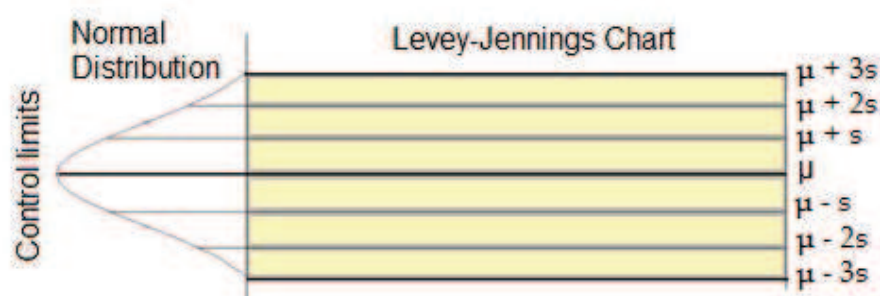 Normal
Distribution
Levey-Jennings Chart
Control limits
μ + 3s
μ + 2s
μ + s
μ
μ - s
μ - 2s
μ - 3s